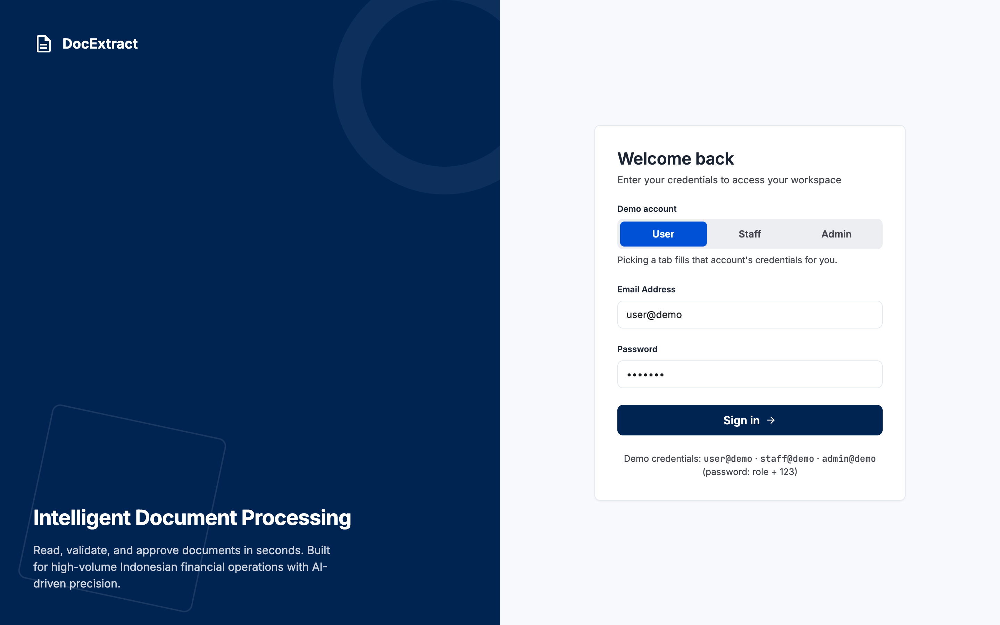 DocExtract
Intelligent Document Processing
Read, validate, and approve documents in seconds. Built
for high-volume Indonesian financial operations with AI-
driven precision.
Welcome back
Enter your credentials to access your workspace
Demo account
User
Staff
Admin
Picking a tab fills that account's credentials for you.
Email Address
user@demo
Password
•••••••
Sign in →
Demo credentials: user@demo · staff@demo · admin@demo
(password: role + 123)